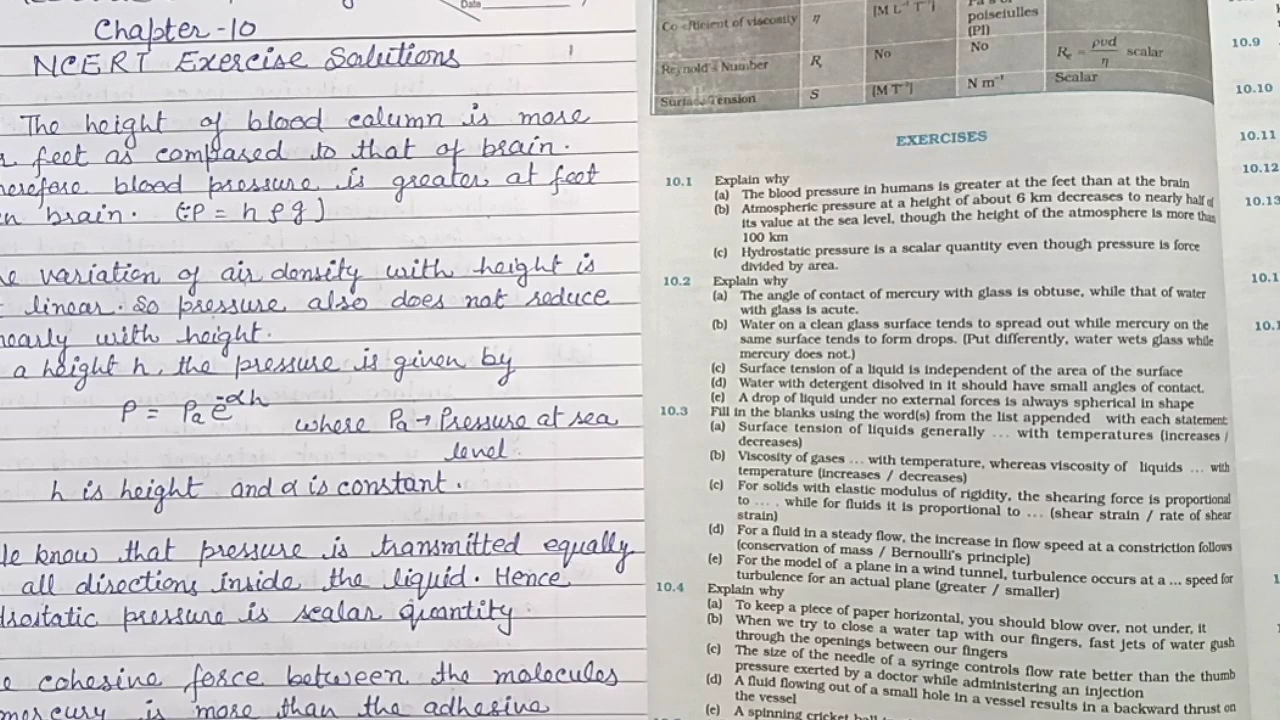 Date
Chapter -10
NCERT Exercise Solutions
The height of blood column is more
feet as compared to that of brain.
blood pressure is greater at feet
brain. (∵P = hρg)
variation of air density with height is
linear. So pressure also does not reduce
with height.
a height h, the pressure is given by
P = Pa e^-αh where Pa → Pressure at sea
level.
h is height and α is constant.
know that pressure is transmitted equally
all directions inside the liquid. Hence
pressure is scalar quantity.
cohesive force between the molecules
is more than the adhesive
Co-efficient of viscosity η [M L⁻¹ T⁻¹] poiseiulles (Pl)
Reynold's Number Rₑ No No Rₑ = ρvd/η scalar
Surface Tension S [M T⁻²] N m⁻¹ Scalar
EXERCISES
10.1 Explain why
(a) The blood pressure in humans is greater at the feet than at the brain
(b) Atmospheric pressure at a height of about 6 km decreases to nearly half of
its value at the sea level, though the height of the atmosphere is more than
100 km
(c) Hydrostatic pressure is a scalar quantity even though pressure is force
divided by area.
10.2 Explain why
(a) The angle of contact of mercury with glass is obtuse, while that of water
with glass is acute.
(b) Water on a clean glass surface tends to spread out while mercury on the
same surface tends to form drops. (Put differently, water wets glass while
mercury does not.)
(c) Surface tension of a liquid is independent of the area of the surface
(d) Water with detergent disolved in it should have small angles of contact.
(e) A drop of liquid under no external forces is always spherical in shape
10.3 Fill in the blanks using the word(s) from the list appended with each statement:
(a) Surface tension of liquids generally ... with temperatures (increases /
decreases)
(b) Viscosity of gases ... with temperature, whereas viscosity of liquids ... with
temperature (increases / decreases)
(c) For solids with elastic modulus of rigidity, the shearing force is proportional
to ... , while for fluids it is proportional to ... (shear strain / rate of shear
strain)
(d) For a fluid in a steady flow, the increase in flow speed at a constriction follows
(conservation of mass / Bernoulli's principle)
(e) For the model of a plane in a wind tunnel, turbulence occurs at a ... speed for
turbulence for an actual plane (greater / smaller)
10.4 Explain why
(a) To keep a piece of paper horizontal, you should blow over, not under, it
(b) When we try to close a water tap with our fingers, fast jets of water gush
through the openings between our fingers
(c) The size of the needle of a syringe controls flow rate better than the thumb
pressure exerted by a doctor while administering an injection
(d) A fluid flowing out of a small hole in a vessel results in a backward thrust on
the vessel
(e) A spinning cricket ball
10.9
10.10
10.11
10.12
10.13